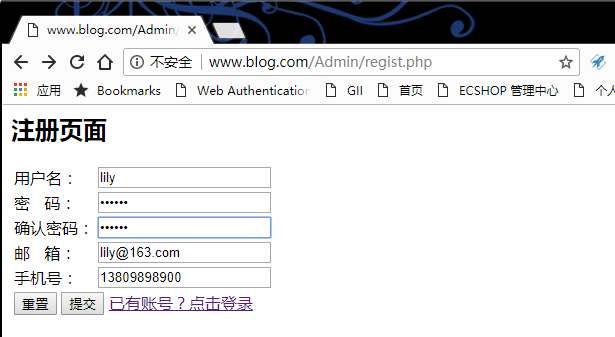 www.blog.com/Admin/re
不安全 www.blog.com/Admin/regist.php
应用 Bookmarks Web Authentication GII 首页 ECSHOP 管理中心
注册页面
用户名： lily
密 码： ••••••
确认密码： ••••••
邮 箱： lily@163.com
手机号： 13809898900
重置 提交 已有账号？点击登录